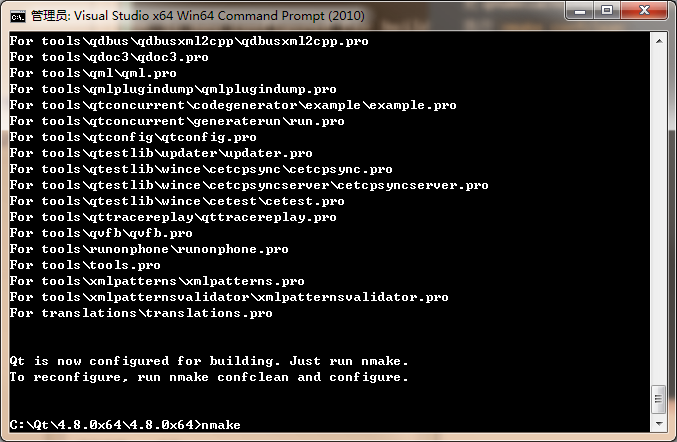 管理员: Visual Studio x64 Win64 Command Prompt (2010)
For tools\qdbus\qdbusxml2cpp\qdbusxml2cpp.pro
For tools\qdoc3\qdoc3.pro
For tools\qml\qml.pro
For tools\qmlplugindump\qmlplugindump.pro
For tools\qtconcurrent\codegenerator\example\example.pro
For tools\qtconcurrent\generaterun\run.pro
For tools\qtconfig\qtconfig.pro
For tools\qtestlib\updater\updater.pro
For tools\qtestlib\wince\cetcpsync\cetcpsync.pro
For tools\qtestlib\wince\cetcpsyncserver\cetcpsyncserver.pro
For tools\qtestlib\wince\cetest\cetest.pro
For tools\qttracereplay\qttracereplay.pro
For tools\qvfb\qvfb.pro
For tools\runonphone\runonphone.pro
For tools\tools.pro
For tools\xmlpatterns\xmlpatterns.pro
For tools\xmlpatternsvalidator\xmlpatternsvalidator.pro
For translations\translations.pro
Qt is now configured for building. Just run nmake.
To reconfigure, run nmake confclean and configure.
C:\Qt\4.8.0x64\4.8.0x64>nmake